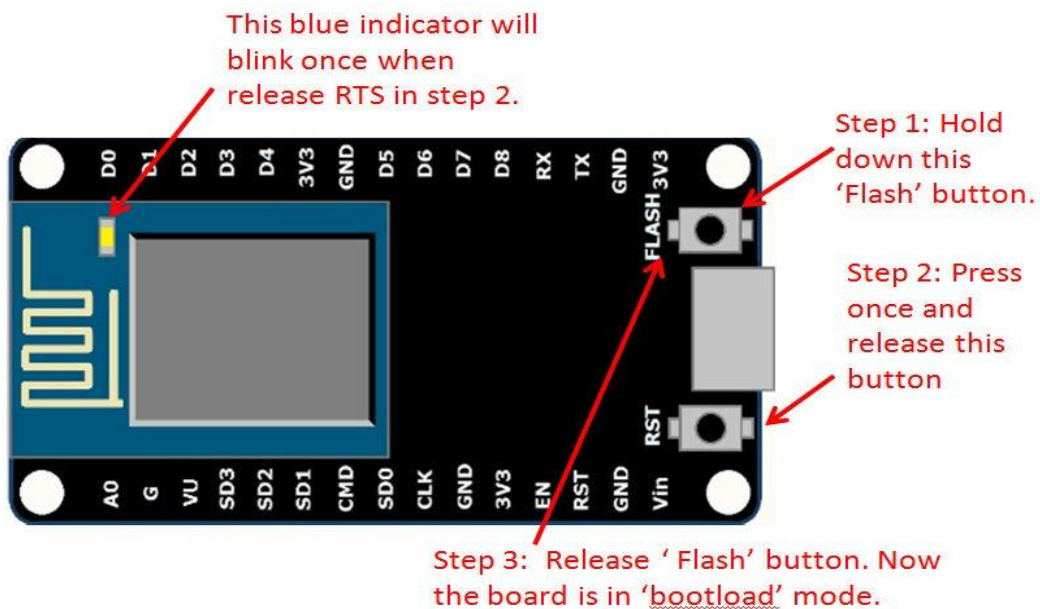 This blue indicator will
blink once when
release RTS in step 2.
Step 1: Hold
down this
‘Flash’ button.
D0 D1 D2 D3 D4 3V3 GND D5 D6 D7 D8 RX TX GND 3V3
FLASH
Step 2: Press
once and
release this
button
RST
A0 G VU SD3 SD2 SD1 CMD SD0 CLK GND 3V3 EN RST GND Vin
Step 3:  Release ‘ Flash’ button. Now
the board is in ‘bootload’ mode.